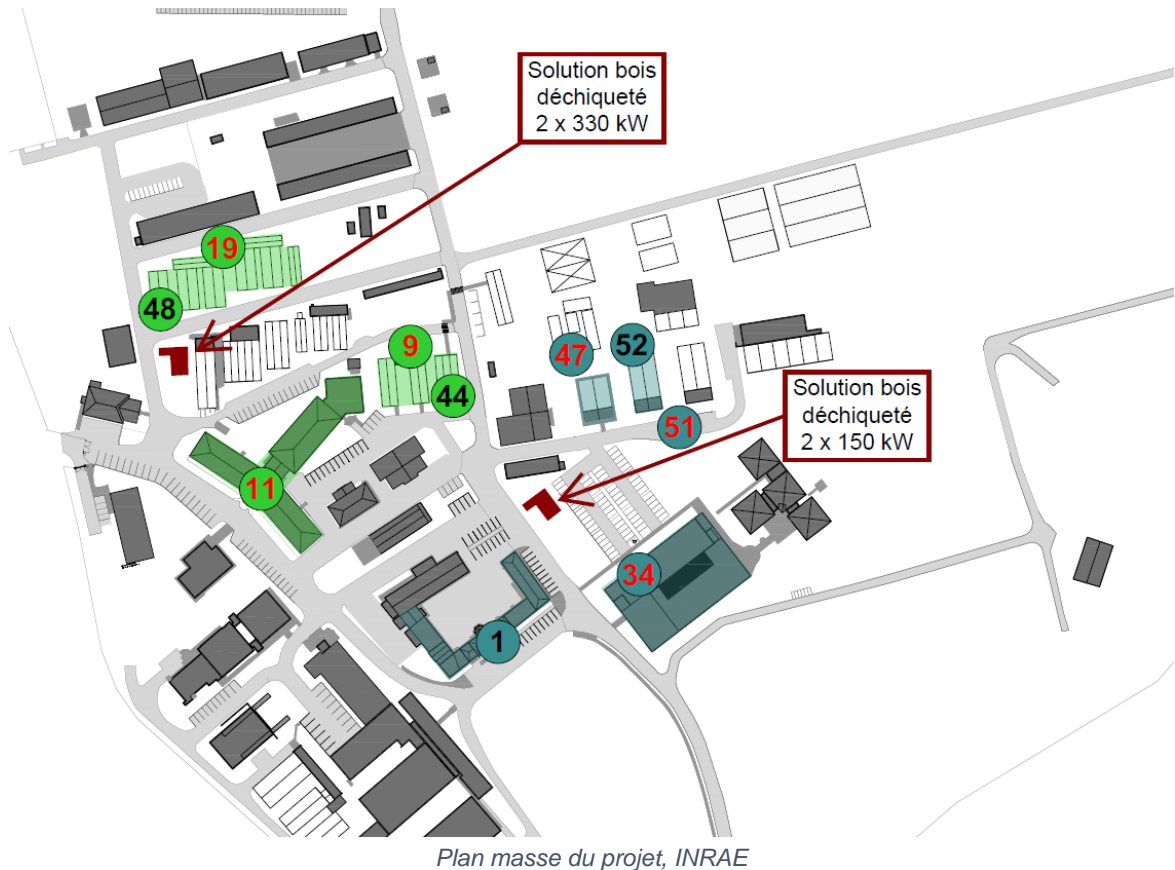 Solution bois
déchiqueté
2 x 330 kW
19
48
9
44
47
52
51
Solution bois
déchiqueté
2 x 150 kW
11
34
1
Plan masse du projet, INRAE